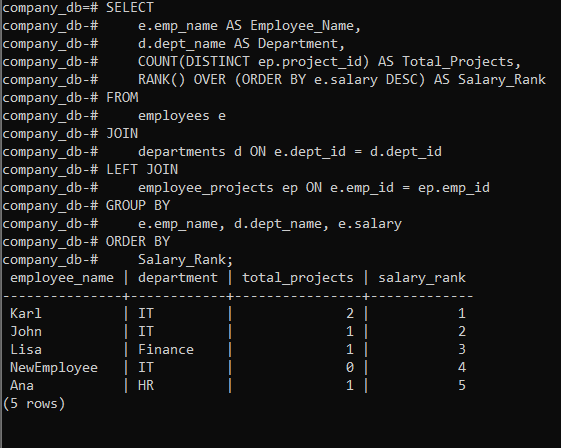 company_db=# SELECT
company_db-#     e.emp_name AS Employee_Name,
company_db-#     d.dept_name AS Department,
company_db-#     COUNT(DISTINCT ep.project_id) AS Total_Projects,
company_db-#     RANK() OVER (ORDER BY e.salary DESC) AS Salary_Rank
company_db-# FROM
company_db-#     employees e
company_db-# JOIN
company_db-#     departments d ON e.dept_id = d.dept_id
company_db-# LEFT JOIN
company_db-#     employee_projects ep ON e.emp_id = ep.emp_id
company_db-# GROUP BY
company_db-#     e.emp_name, d.dept_name, e.salary
company_db-# ORDER BY
company_db-#     Salary_Rank;
 employee_name | department | total_projects | salary_rank
---------------+------------+----------------+-------------
 Karl          | IT         |              2 |           1
 John          | IT         |              1 |           2
 Lisa          | Finance    |              1 |           3
 NewEmployee   | IT         |              0 |           4
 Ana           | HR         |              1 |           5
(5 rows)